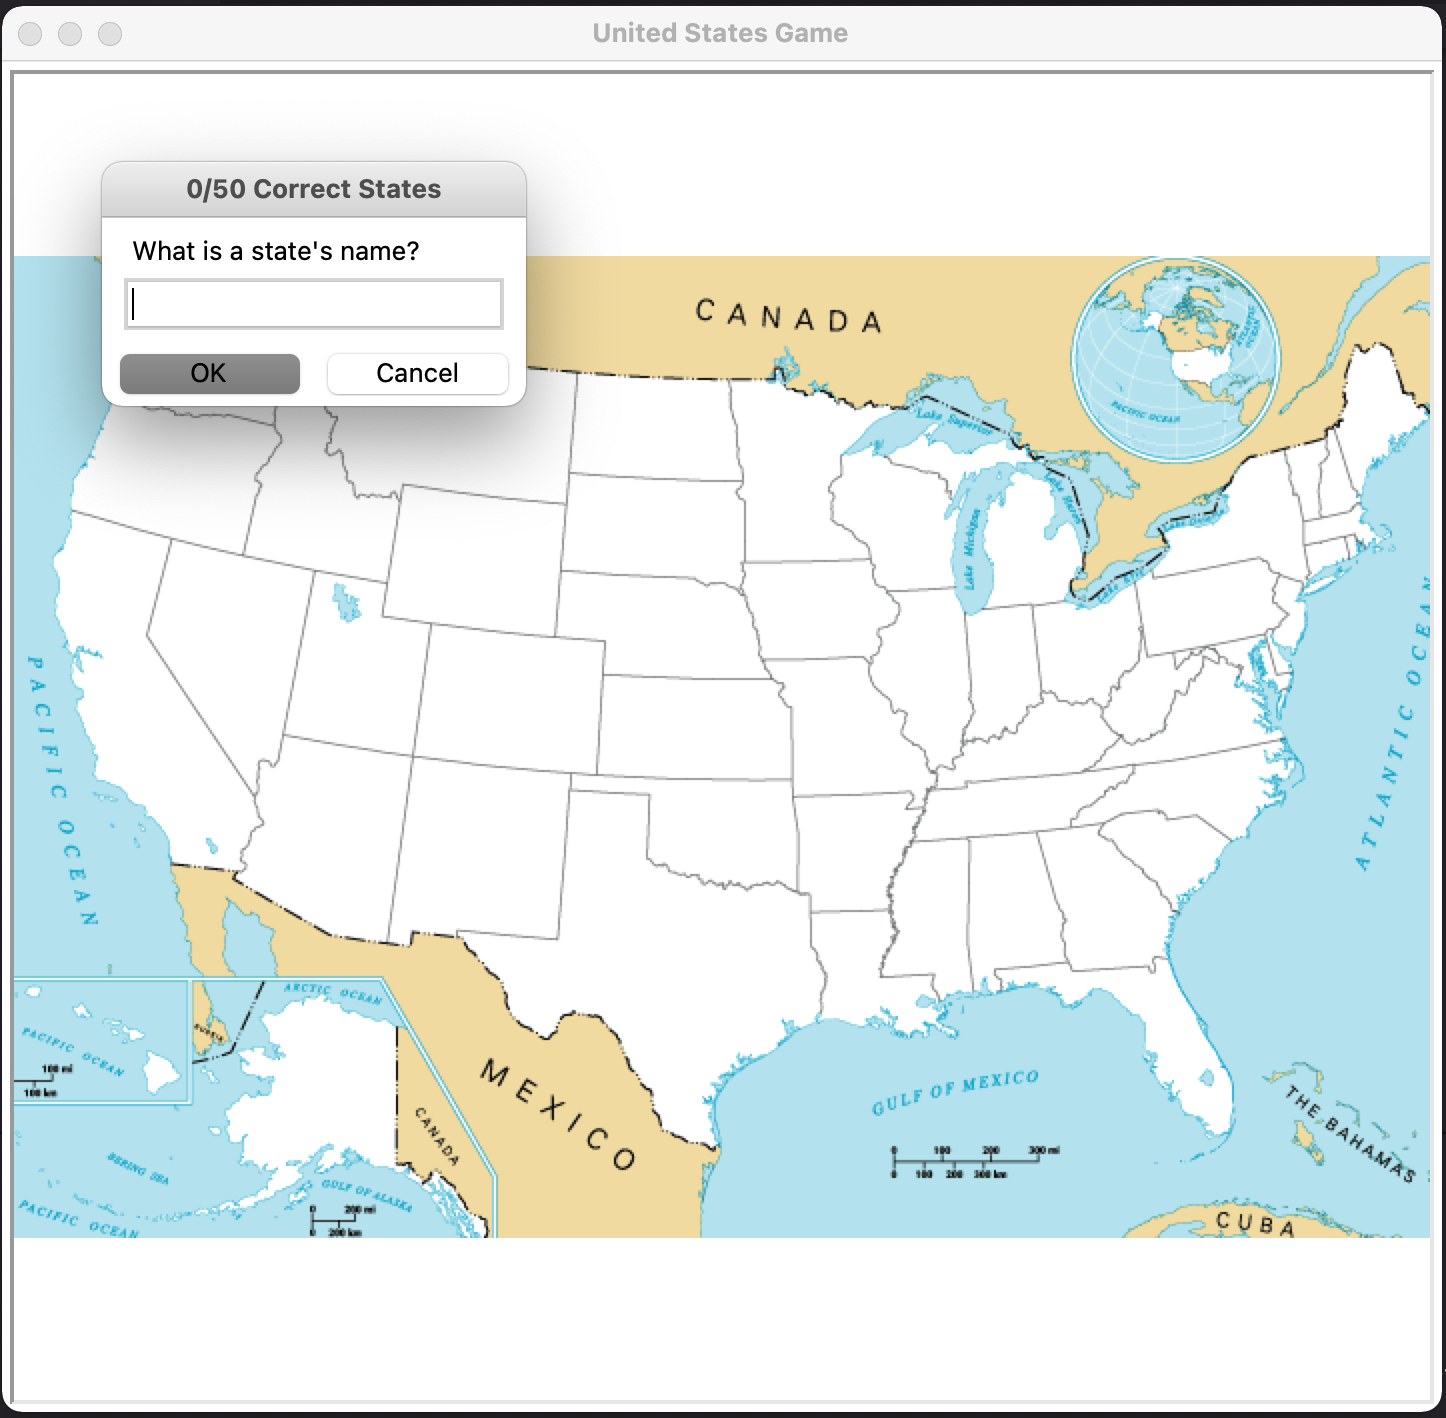 United States Game
0/50 Correct States
What is a state's name?
OK
Cancel
CANADA
ATLANTIC OCEAN
PACIFIC OCEAN
Lake Superior
Lake Huron
Lake Michigan
Lake Ontario
Lake Erie
PACIFIC OCEAN
ATLANTIC OCEAN
ARCTIC OCEAN
RUSSIA
PACIFIC OCEAN
100 mi
100 km
MEXICO
CANADA
GULF OF MEXICO
THE BAHAMAS
0 100 200 300 mi
0 100 200 300 km
BERING SEA
GULF OF ALASKA
PACIFIC OCEAN
0 200 mi
0 200 km
CUBA